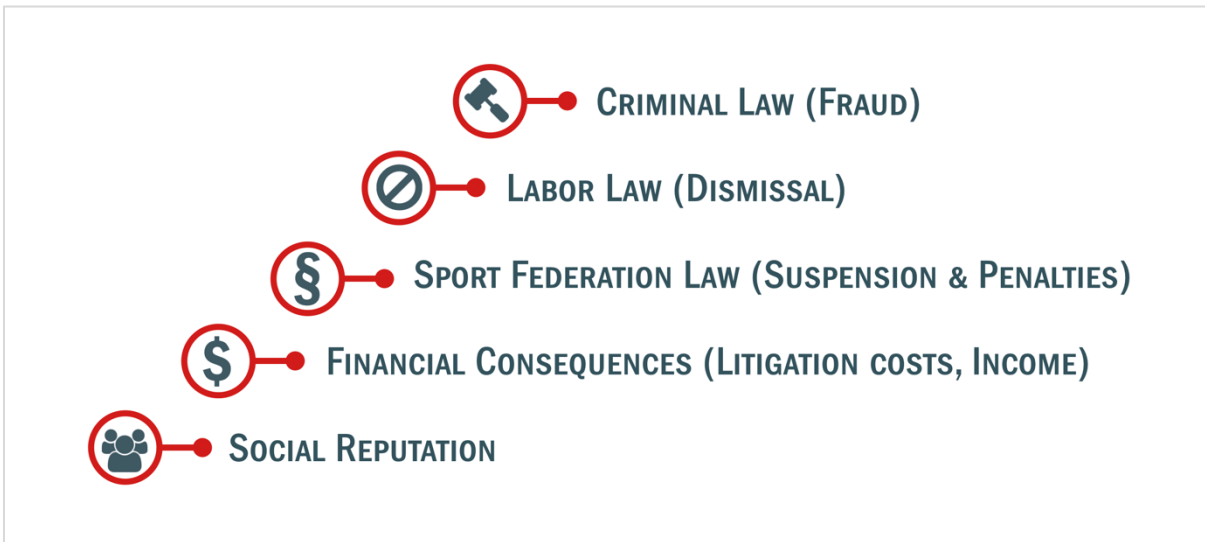 Criminal Law (Fraud)
Labor Law (Dismissal)
§ Sport Federation Law (Suspension & Penalties)
$ Financial Consequences (Litigation costs, Income)
Social Reputation